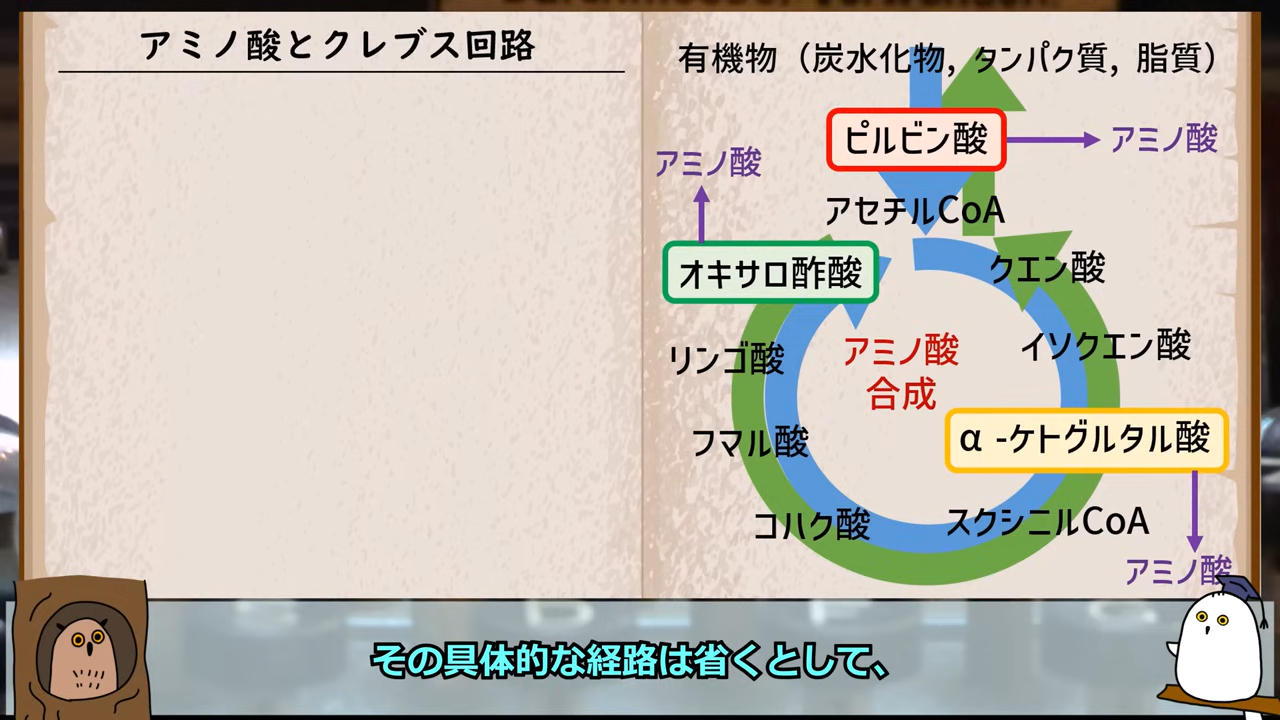 アミノ酸とクレブス回路
有機物（炭水化物, タンパク質, 脂質）
ピルビン酸
アミノ酸
アミノ酸
アセチルCoA
オキサロ酢酸
クエン酸
リンゴ酸
アミノ酸
合成
イソクエン酸
フマル酸
α -ケトグルタル酸
コハク酸
スクシニルCoA
アミノ酸
その具体的な経路は省くとして、